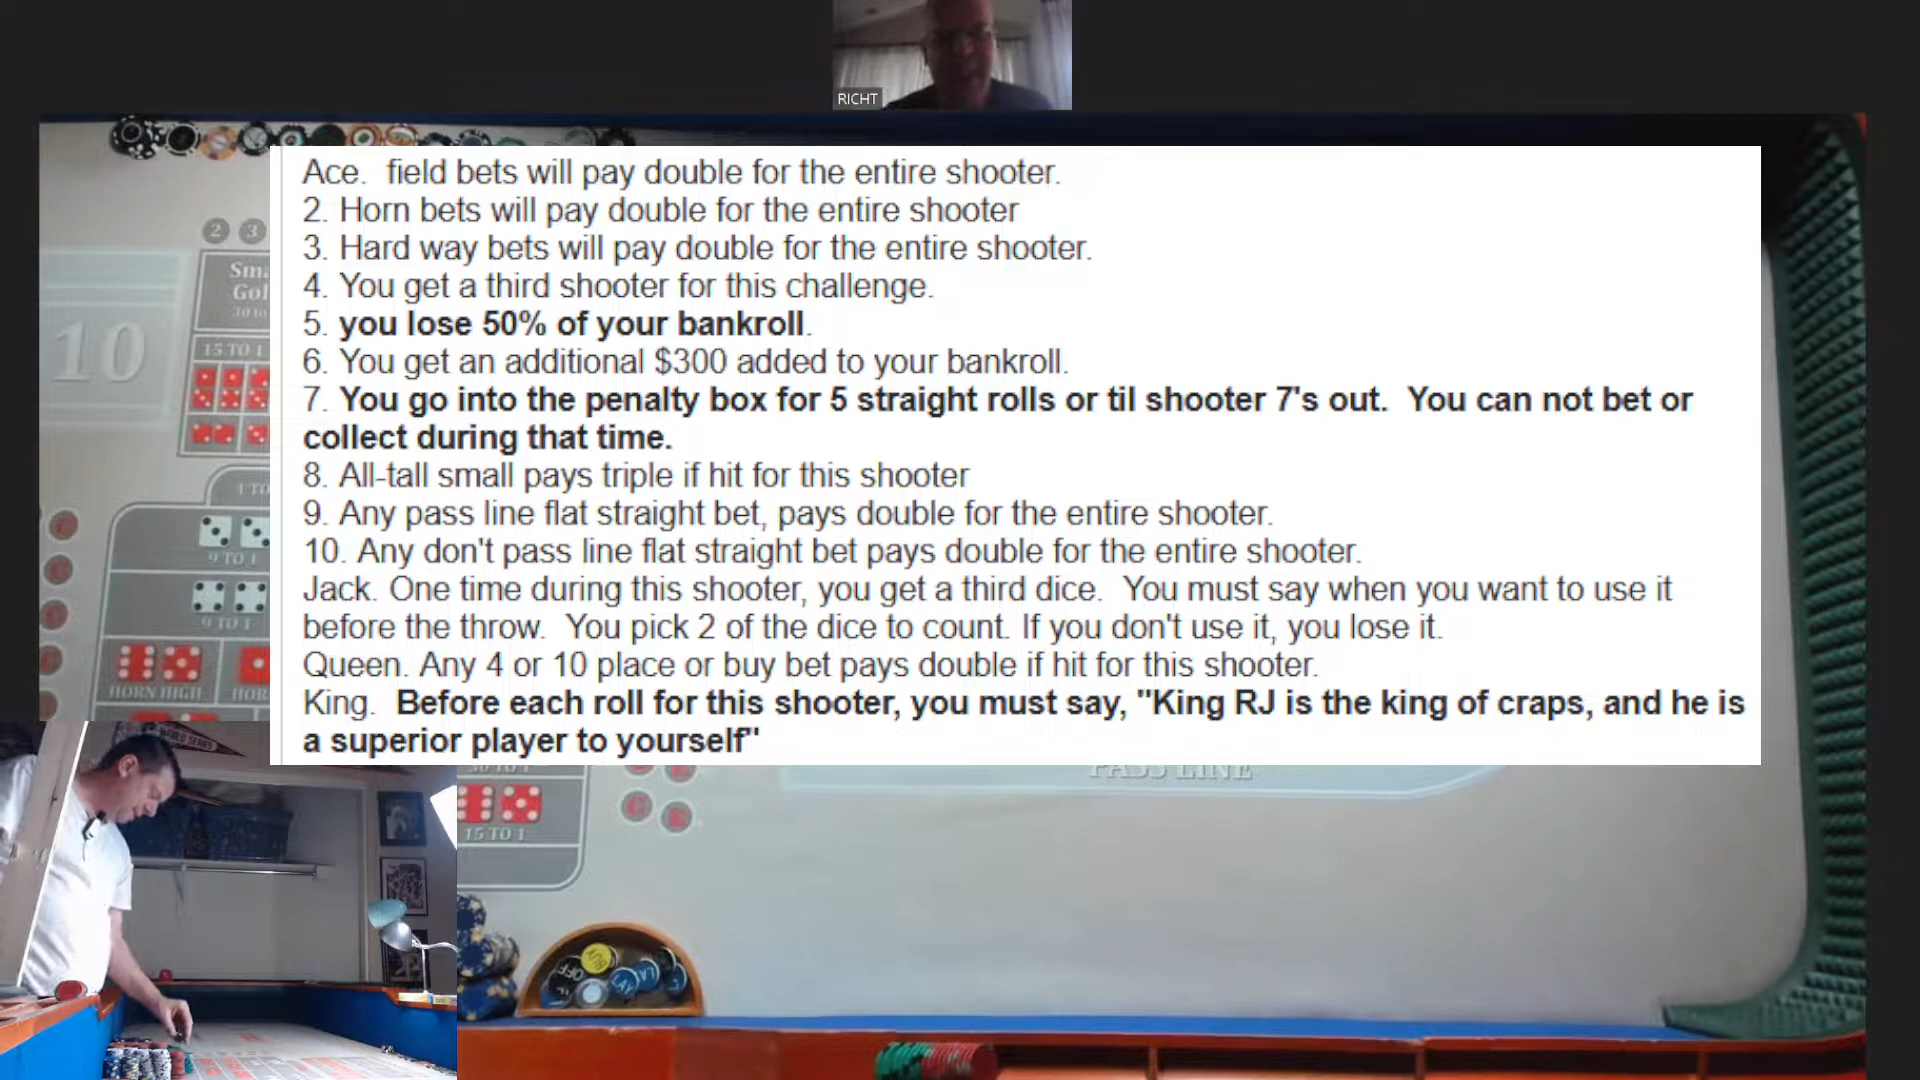 RICHT
Ace.  field bets will pay double for the entire shooter.
2. Horn bets will pay double for the entire shooter
3. Hard way bets will pay double for the entire shooter.
4. You get a third shooter for this challenge.
5. you lose 50% of your bankroll.
6. You get an additional $300 added to your bankroll.
7. You go into the penalty box for 5 straight rolls or til shooter 7's out.  You can not bet or
collect during that time.
8. All-tall small pays triple if hit for this shooter
9. Any pass line flat straight bet, pays double for the entire shooter.
10. Any don't pass line flat straight bet pays double for the entire shooter.
Jack. One time during this shooter, you get a third dice.  You must say when you want to use it
before the throw.  You pick 2 of the dice to count. If you don't use it, you lose it.
Queen. Any 4 or 10 place or buy bet pays double if hit for this shooter.
King.  Before each roll for this shooter, you must say, "King RJ is the king of craps, and he is
a superior player to yourself"
2 3
10
15 TO 1
9 TO 1
9 TO 1
HORN HIGH
PASS LINE
15 TO 1
C
E
OFF
BUY
LAY